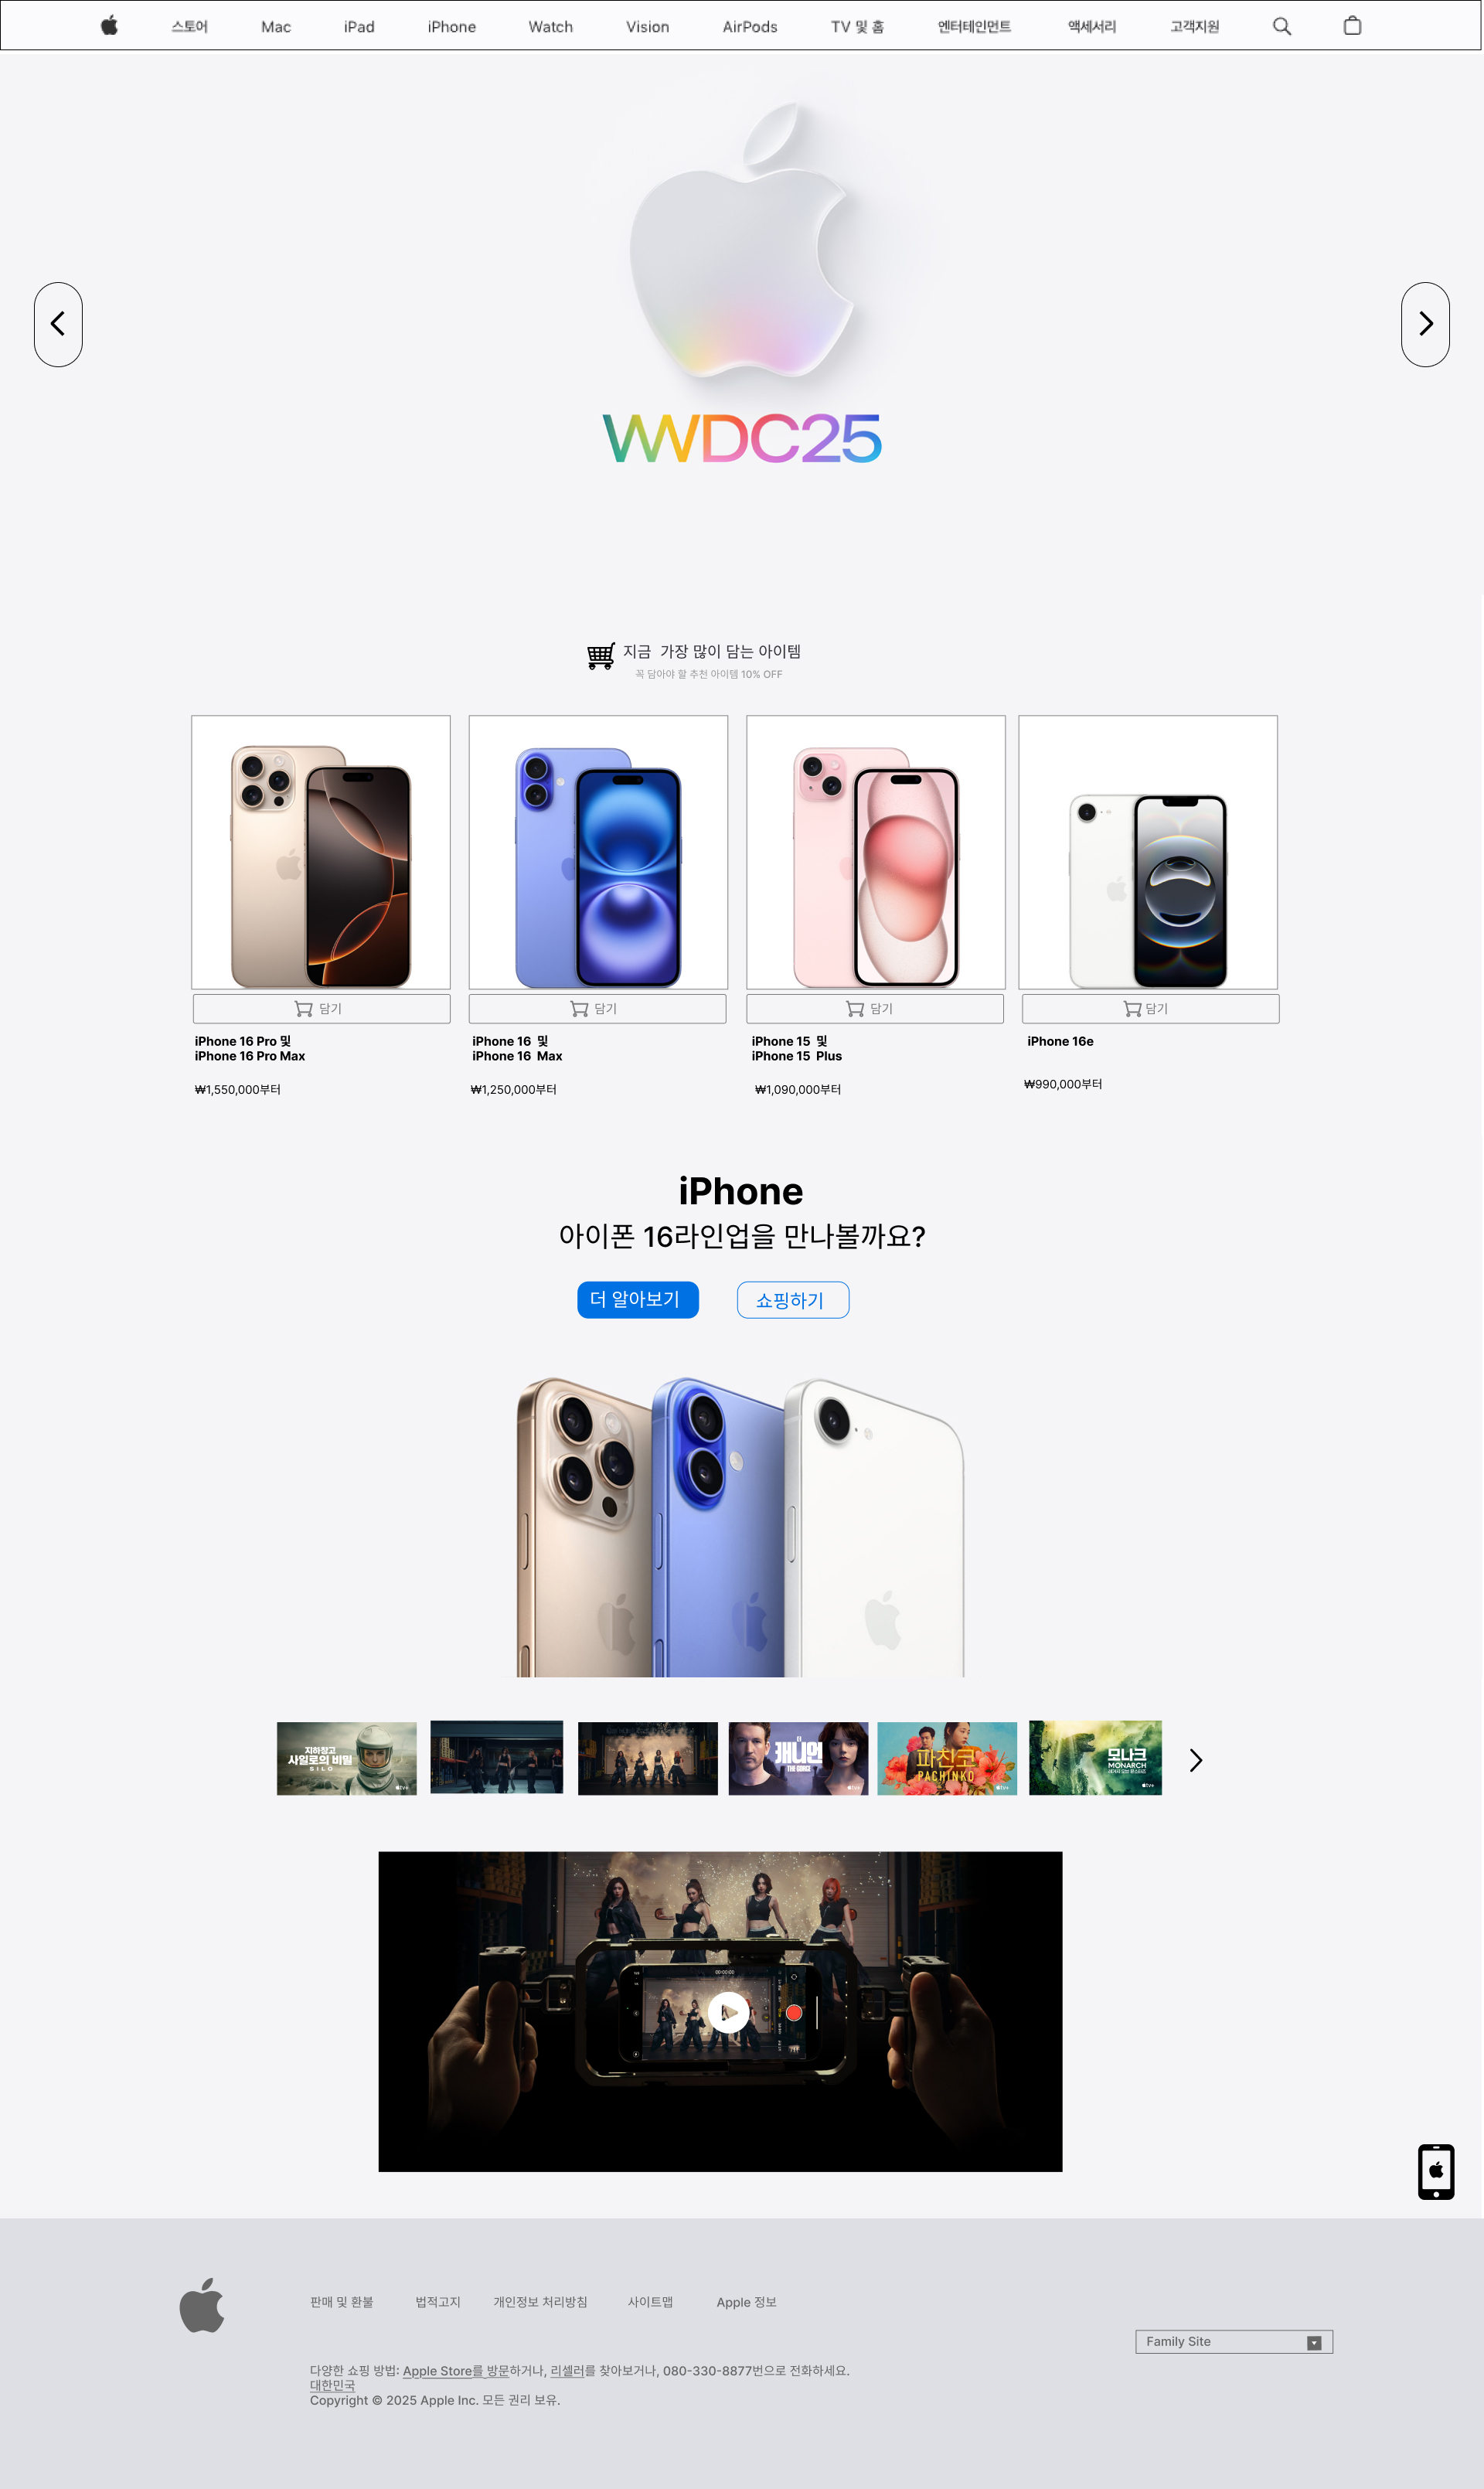 스토어 Mac iPad iPhone Watch Vision AirPods TV 및 홈 엔터테인먼트 액세서리 고객지원
WWDC25
지금 가장 많이 담는 아이템
꼭 담아야 할 추천 아이템 10% OFF
담기 담기 담기 담기
iPhone 16 Pro 및
iPhone 16 Pro Max
₩1,550,000부터
iPhone 16 및
iPhone 16 Max
₩1,250,000부터
iPhone 15 및
iPhone 15 Plus
₩1,090,000부터
iPhone 16e
₩990,000부터
iPhone
아이폰 16라인업을 만나볼까요?
더 알아보기 쇼핑하기
지하창고
사일로의 비밀
SILO
tv+
더
캐니언
THE GORGE
tv+
파친코
PACHINKO
tv+
모나크
MONARCH
tv+
00:00:00
판매 및 환불 법적고지 개인정보 처리방침 사이트맵 Apple 정보
Family Site
다양한 쇼핑 방법: Apple Store를 방문하거나, 리셀러를 찾아보거나, 080-330-8877번으로 전화하세요.
대한민국
Copyright © 2025 Apple Inc. 모든 권리 보유.